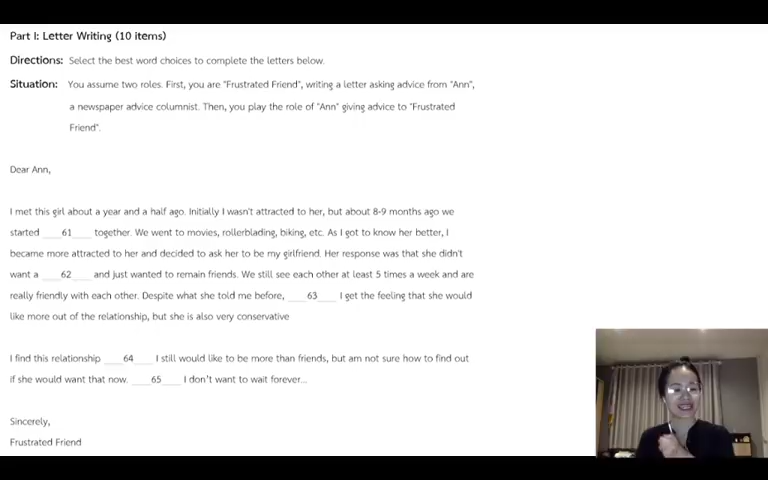 Part I: Letter Writing (10 items)
Directions: Select the best word choices to complete the letters below.
Situation: You assume two roles. First, you are "Frustrated Friend", writing a letter asking advice from "Ann",
a newspaper advice columnist. Then, you play the role of "Ann" giving advice to "Frustrated
Friend".
Dear Ann,
I met this girl about a year and a half ago. Initially I wasn't attracted to her, but about 8-9 months ago we
started ___61___ together. We went to movies, rollerblading, biking, etc. As I got to know her better, I
became more attracted to her and decided to ask her to be my girlfriend. Her response was that she didn't
want a ___62___ and just wanted to remain friends. We still see each other at least 5 times a week and are
really friendly with each other. Despite what she told me before, ___63___ I get the feeling that she would
like more out of the relationship, but she is also very conservative
I find this relationship ___64___ I still would like to be more than friends, but am not sure how to find out
if she would want that now. ___65___ I don't want to wait forever...
Sincerely,
Frustrated Friend